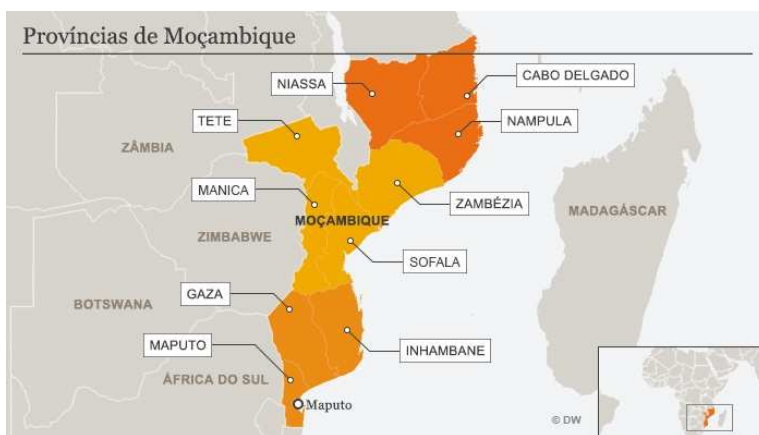 Províncias de Moçambique
CABO DELGADO
NIASSA
TETE
NAMPULA
ZÂMBIA
MANICA
ZAMBÉZIA
MADAGÁSCAR
MOÇAMBIQUE
ZIMBABWE
SOFALA
GAZA
BOTSWANA
MAPUTO
INHAMBANE
ÁFRICA DO SUL
Maputo
© DW